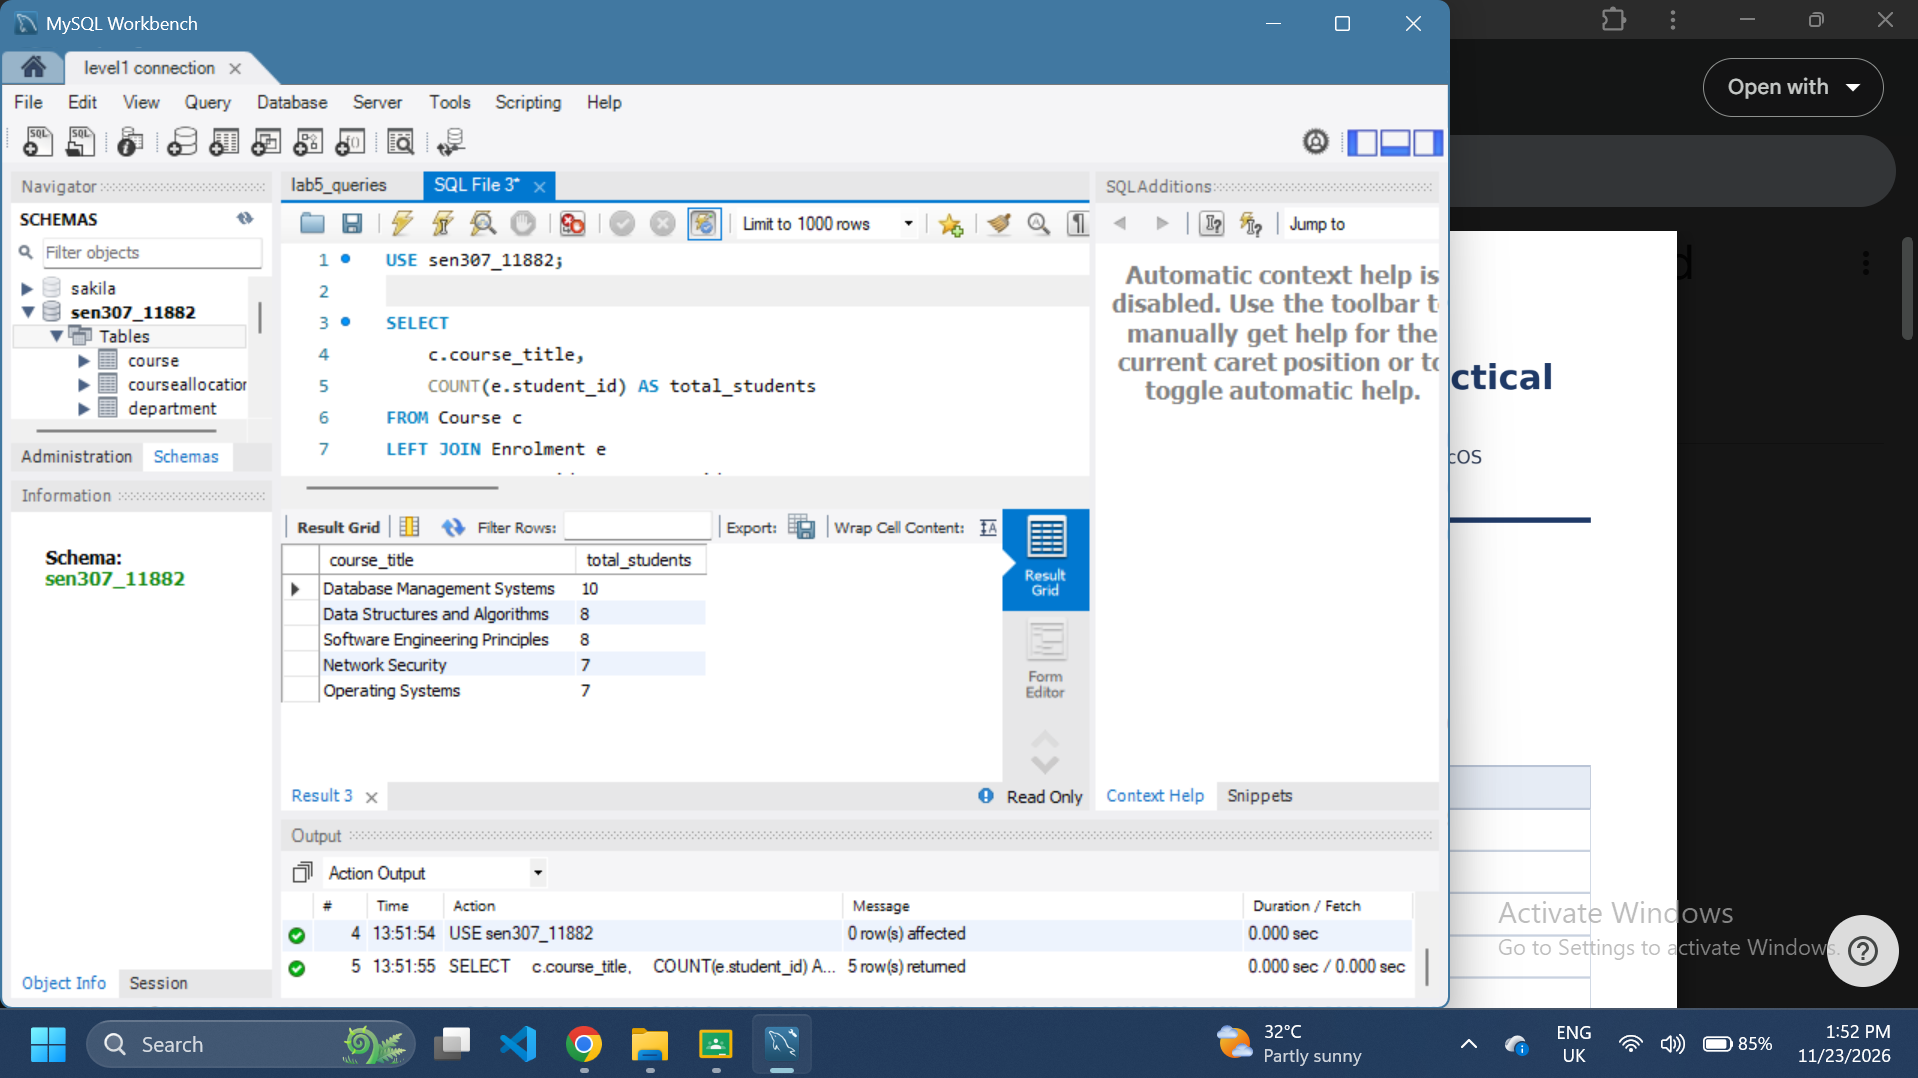 MySQL Workbench
level1 connection
File Edit View Query Database Server Tools Scripting Help
Open with
Navigator
SCHEMAS
Filter objects
sakila
sen307_11882
Tables
course
courseallocation
department
Administration Schemas
Information
Schema:
sen307_11882
Object Info Session
lab5_queries SQL File 3*
Limit to 1000 rows
1 USE sen307_11882;
2
3 SELECT
4 c.course_title,
5 COUNT(e.student_id) AS total_students
6 FROM Course c
7 LEFT JOIN Enrolment e
Result Grid Filter Rows: Export: Wrap Cell Content:
course_title total_students
Database Management Systems 10
Data Structures and Algorithms 8
Software Engineering Principles 8
Network Security 7
Operating Systems 7
Result Grid
Form Editor
Result 3
Read Only
SQLAdditions
Jump to
Automatic context help is
disabled. Use the toolbar t
manually get help for the
current caret position or to
toggle automatic help.
Context Help Snippets
Output
Action Output
# Time Action Message Duration / Fetch
4 13:51:54 USE sen307_11882 0 row(s) affected 0.000 sec
5 13:51:55 SELECT c.course_title, COUNT(e.student_id) A... 5 row(s) returned 0.000 sec / 0.000 sec
d
ctical
cOS
Activate Windows
Go to Settings to activate Windows.
Search
32°C
Partly sunny
ENG
UK
85%
1:52 PM
11/23/2026